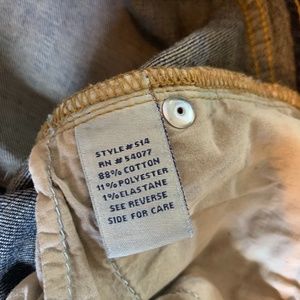 STYLE# 514
RN # 54077
88% COTTON
11% POLYESTER
1% ELASTANE
SEE REVERSE
SIDE FOR CARE